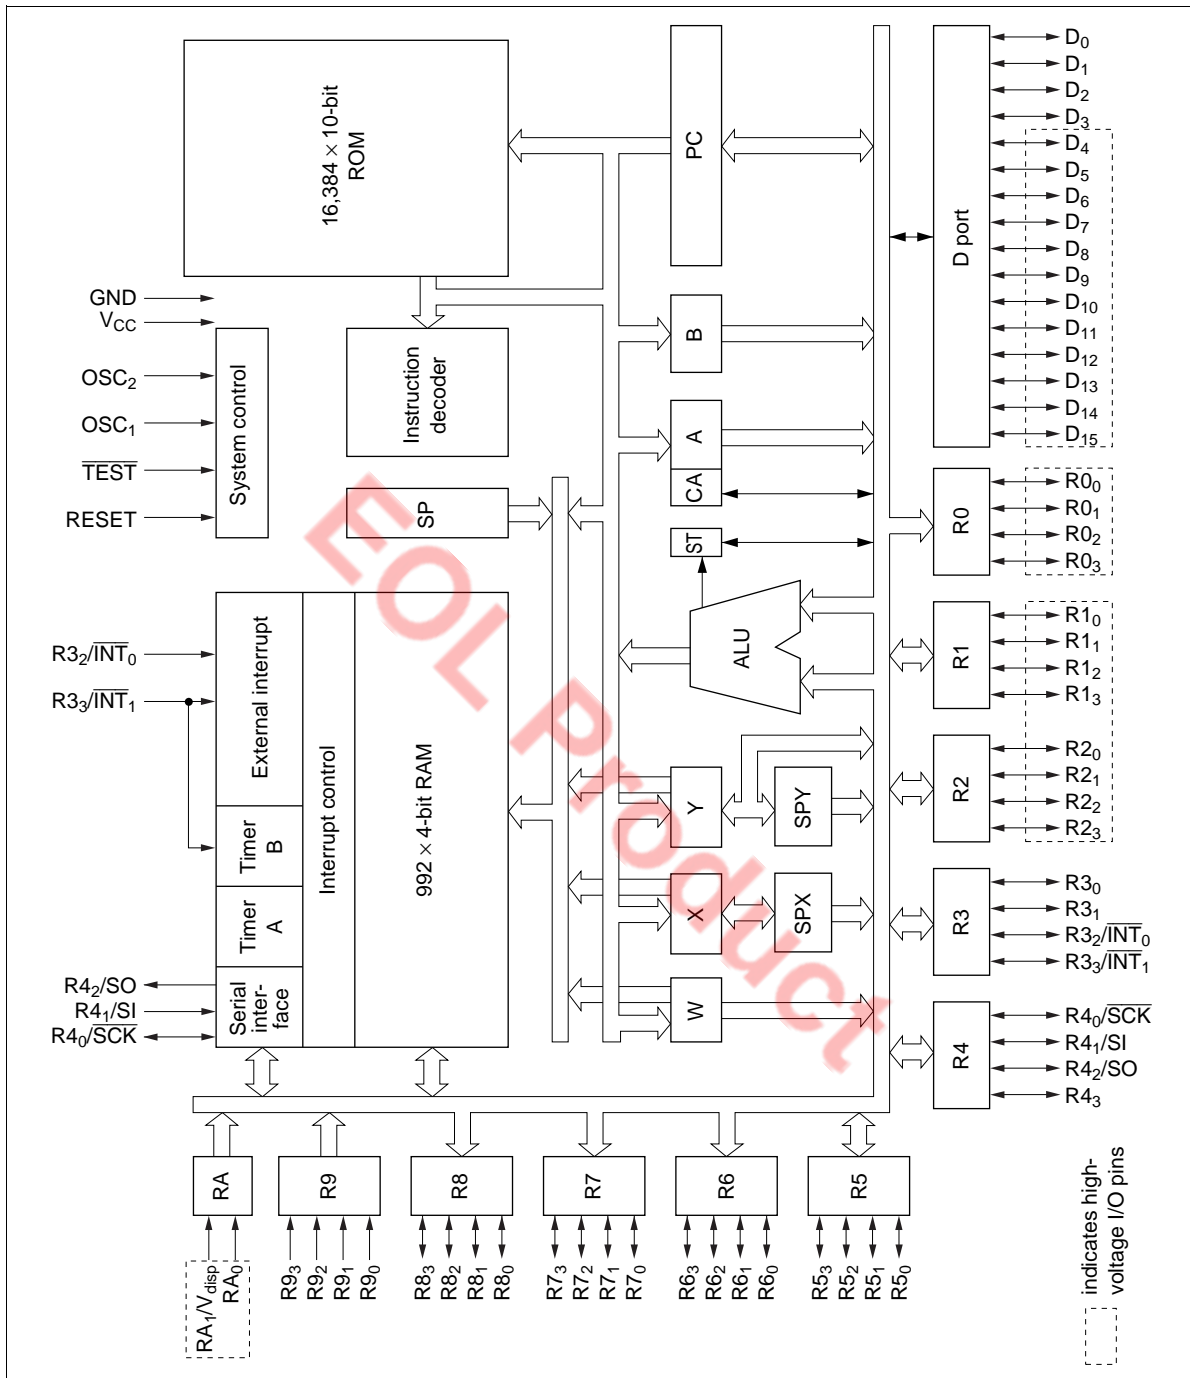 16,384 × 10-bit
ROM
PC
D port
D0
D1
D2
D3
D4
D5
D6
D7
D8
D9
D10
D11
D12
D13
D14
D15
GND
VCC
OSC2
OSC1
TEST
RESET
System control
Instruction
decoder
SP
B
A
CA
ST
ALU
R0
R00
R01
R02
R03
R1
R10
R11
R12
R13
R2
R20
R21
R22
R23
R3
R30
R31
R32/INT0
R33/INT1
R4
R40/SCK
R41/SI
R42/SO
R43
R32/INT0
R33/INT1
External interrupt
Timer
B
Timer
A
Serial
inter-
face
Interrupt control
992 × 4-bit RAM
R42/SO
R41/SI
R40/SCK
Y
SPY
X
SPX
W
RA
R9
R8
R7
R6
R5
RA1/Vdisp
RA0
R93
R92
R91
R90
R83
R82
R81
R80
R73
R72
R71
R70
R63
R62
R61
R60
R53
R52
R51
R50
indicates high-
voltage I/O pins
EOL Product